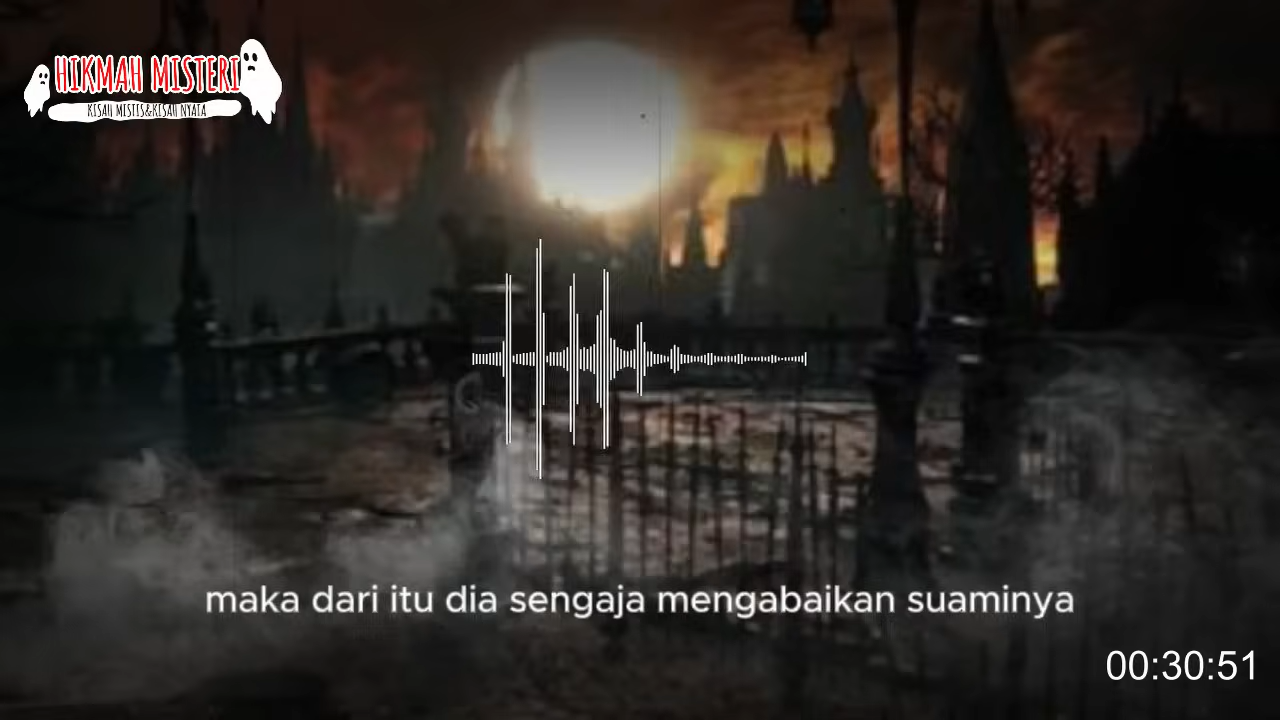 HIKMAH MISTERI
KISAH MISTIS&KISAH NYATA
maka dari itu dia sengaja mengabaikan suaminya
00:30:51